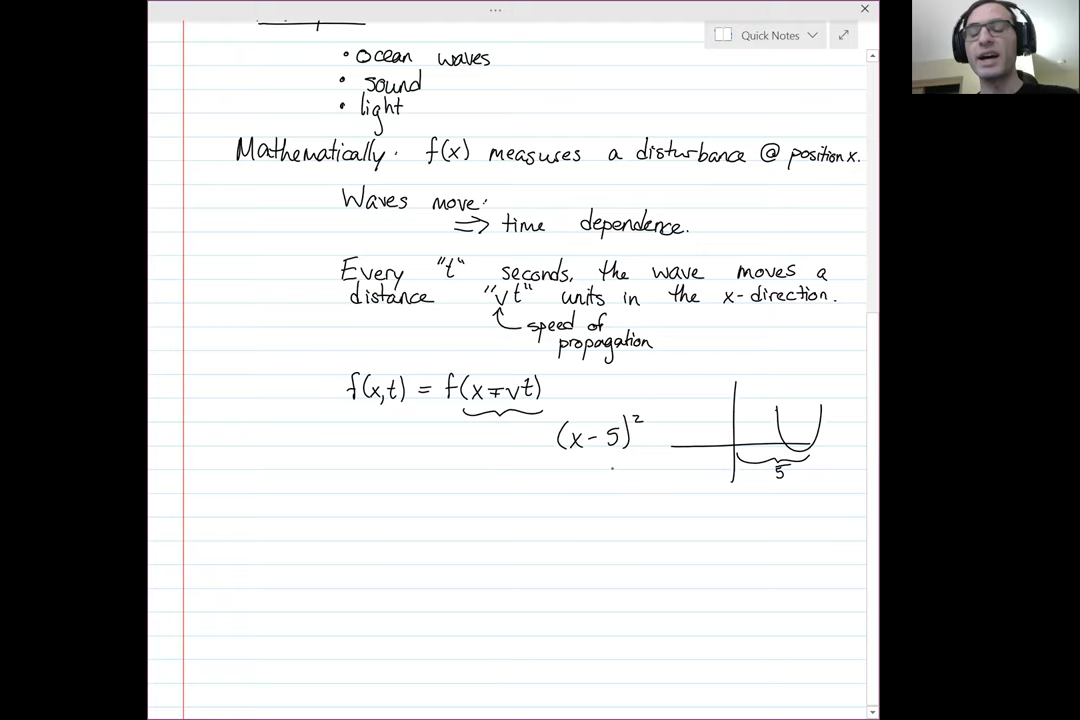 Quick Notes
• ocean waves
• sound
• light
Mathematically. f(x) measures a disturbance @ position x.
Waves move:
⇒ time dependence.
Every "t" seconds, the wave moves a
distance "vt" units in the x-direction.
speed of
propagation
f(x,t) = f(x∓vt)
(x-5)²
5